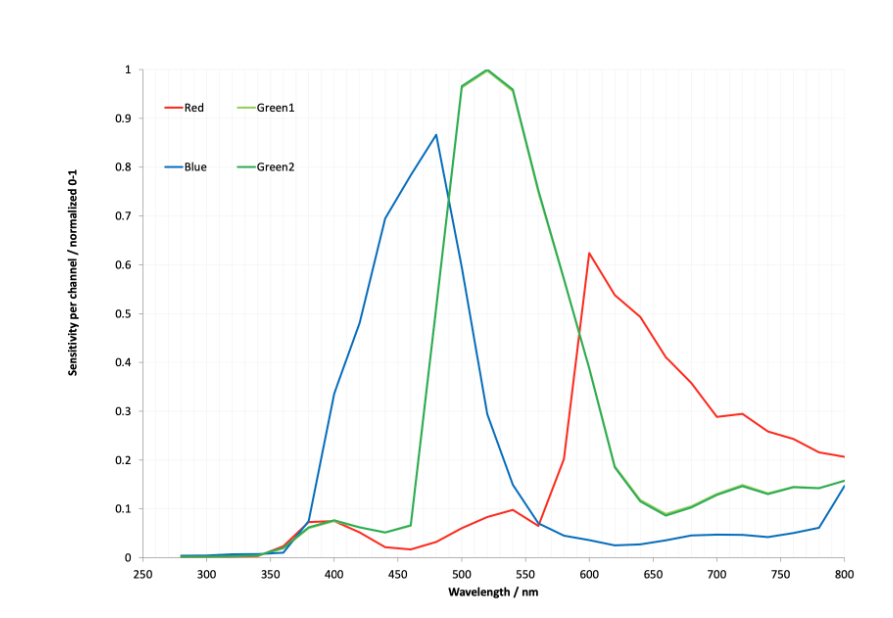 Sensitivity per channel / normalized 0-1
1
0.9
0.8
0.7
0.6
0.5
0.4
0.3
0.2
0.1
0
Red Green1
Blue Green2
250 300 350 400 450 500 550 600 650 700 750 800
Wavelength / nm